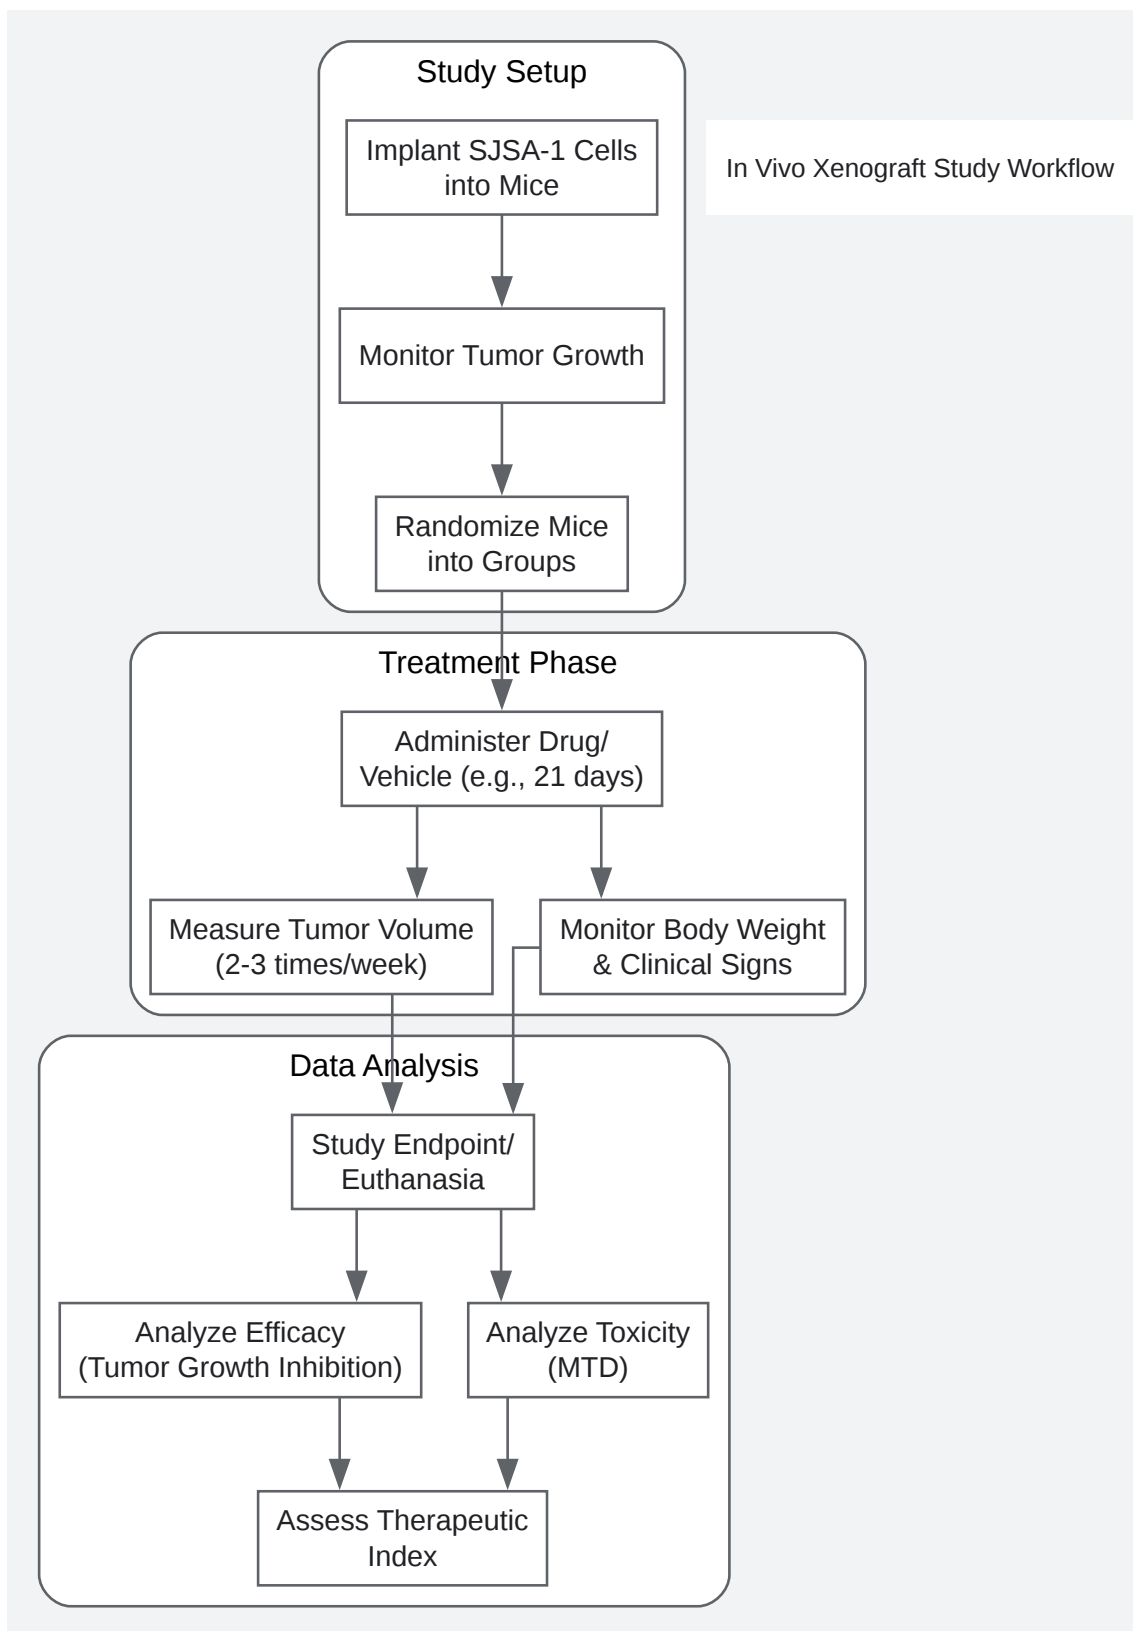 Study Setup
Implant SJSA-1 Cells
into Mice
In Vivo Xenograft Study Workflow
Monitor Tumor Growth
Randomize Mice
into Groups
Treatment Phase
Administer Drug/
Vehicle (e.g., 21 days)
Measure Tumor Volume
(2-3 times/week)
Monitor Body Weight
& Clinical Signs
Data Analysis
Study Endpoint/
Euthanasia
Analyze Efficacy
(Tumor Growth Inhibition)
Analyze Toxicity
(MTD)
Assess Therapeutic
Index